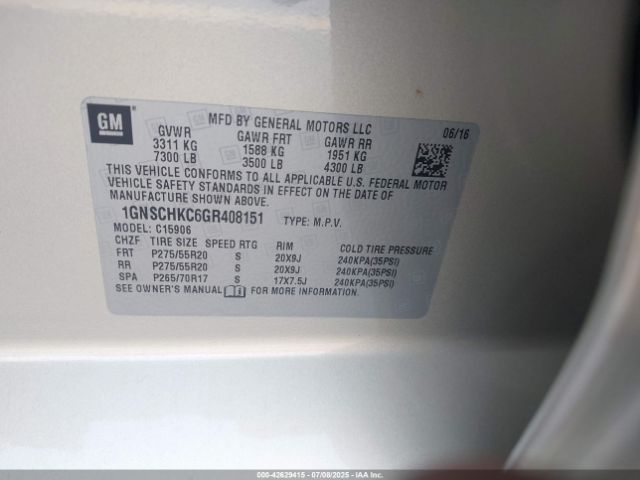 GM
MFD BY GENERAL MOTORS LLC 06/16
GVWR GAWR FRT GAWR RR
3311 KG 1588 KG 1951 KG
7300 LB 3500 LB 4300 LB
THIS VEHICLE CONFORMS TO ALL APPLICABLE U.S. FEDERAL MOTOR
VEHICLE SAFETY STANDARDS IN EFFECT ON THE DATE OF
MANUFACTURE SHOWN ABOVE.
1GNSCHKC6GR408151 TYPE: M.P.V.
MODEL: C15906
CHZF TIRE SIZE SPEED RTG RIM COLD TIRE PRESSURE
FRT P275/55R20 S 20X9J 240KPA(35PSI)
RR P275/55R20 S 20X9J 240KPA(35PSI)
SPA P265/70R17 S 17X7.5J 240KPA(35PSI)
SEE OWNER'S MANUAL FOR MORE INFORMATION
000-42629415 - 07/08/2025 - IAA Inc.